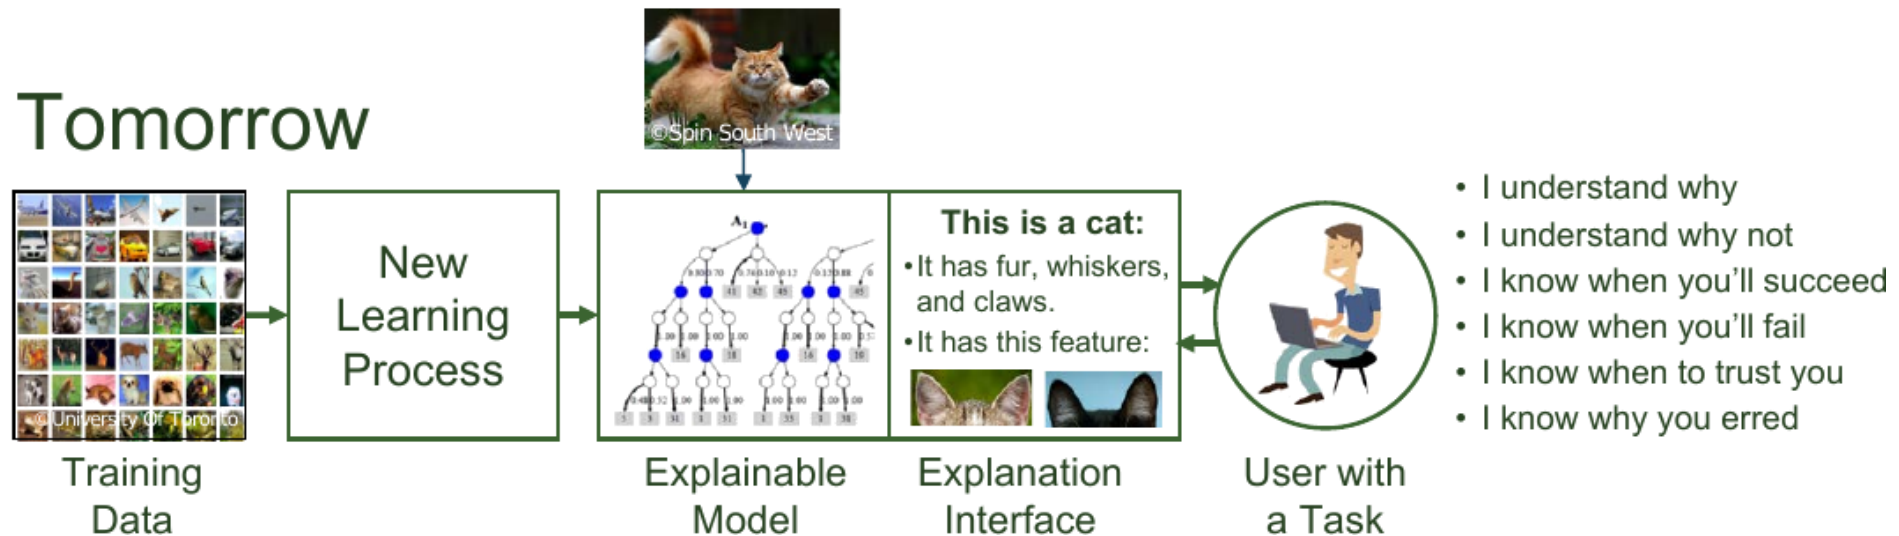 Tomorrow
©Spin South West
© University Of Toronto
New
Learning
Process
A1
This is a cat:
•It has fur, whiskers,
and claws.
•It has this feature:
• I understand why
• I understand why not
• I know when you'll succeed
• I know when you'll fail
• I know when to trust you
• I know why you erred
Training
Data
Explainable
Model
Explanation
Interface
User with
a Task